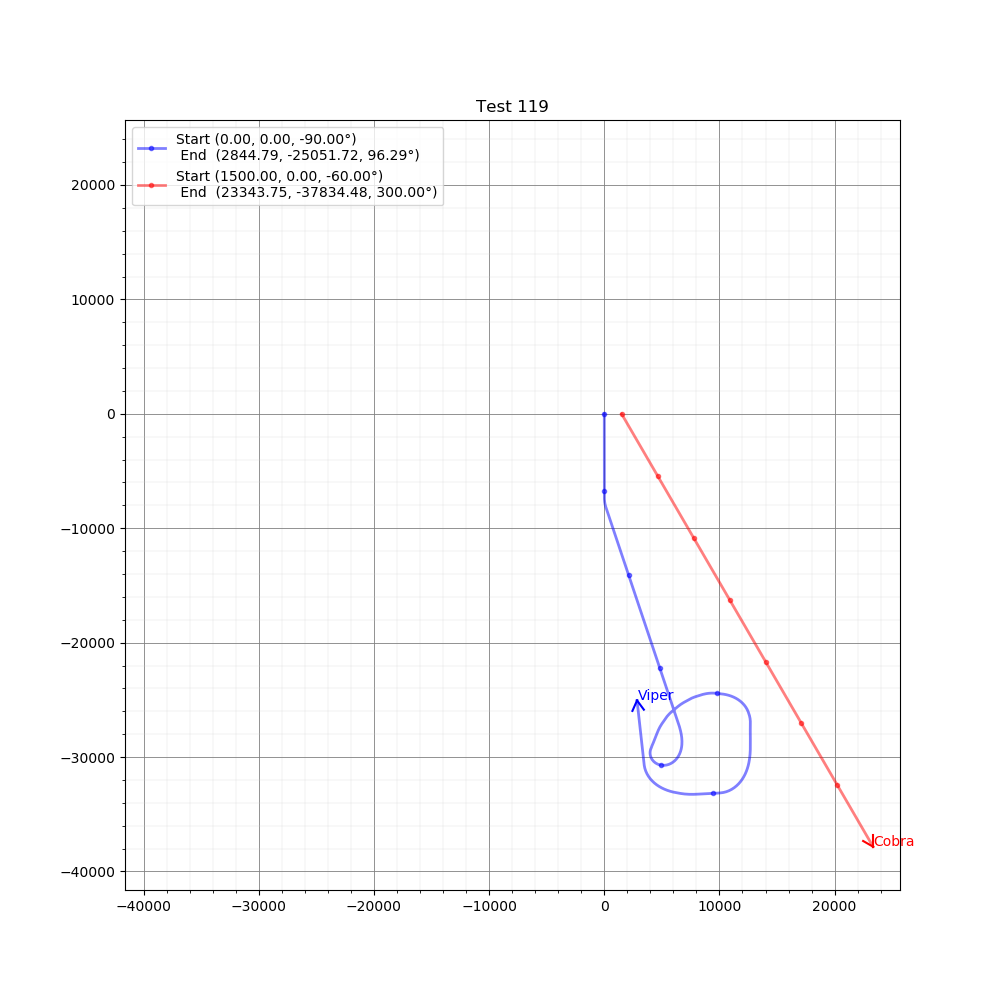 Test 119
Start (0.00, 0.00, -90.00°)
End  (2844.79, -25051.72, 96.29°)
Start (1500.00, 0.00, -60.00°)
End  (23343.75, -37834.48, 300.00°)
20000
10000
0
−10000
−20000
−30000
−40000
Viper
Cobra
−40000
−30000
−20000
−10000
0
10000
20000